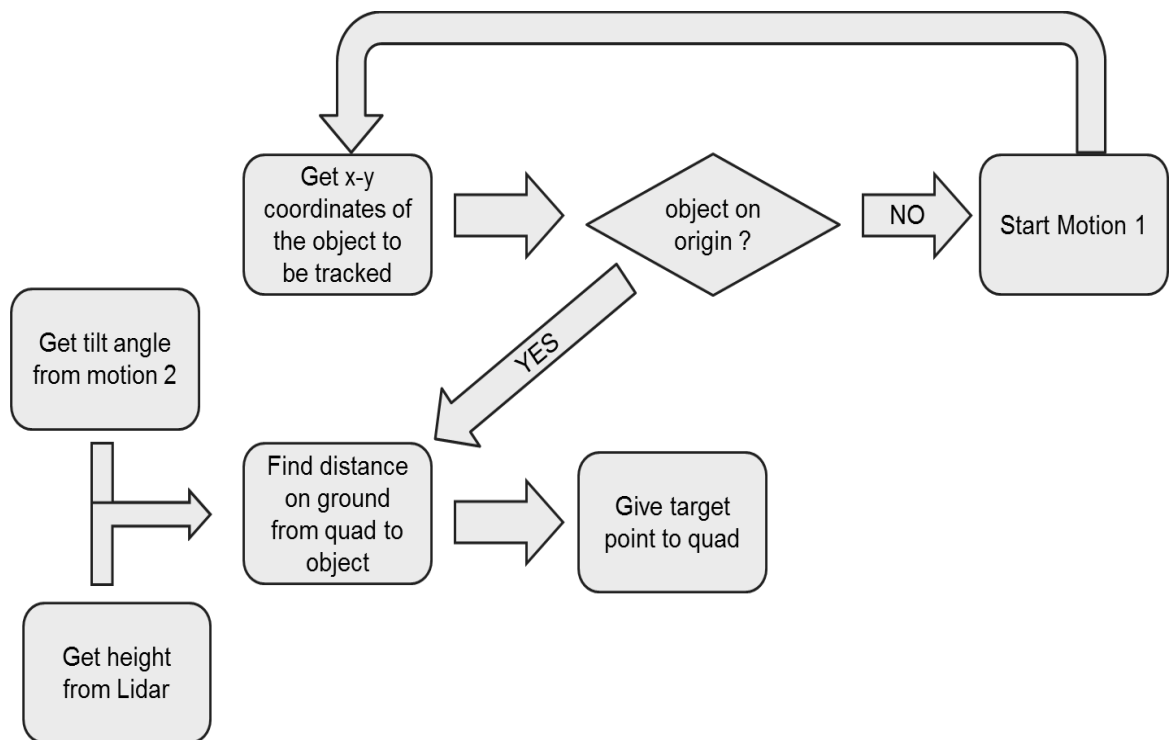 Get x-y
coordinates of
the object to
be tracked
object on
origin ?
NO
Start Motion 1
YES
Get tilt angle
from motion 2
Find distance
on ground
from quad to
object
Give target
point to quad
Get height
from Lidar